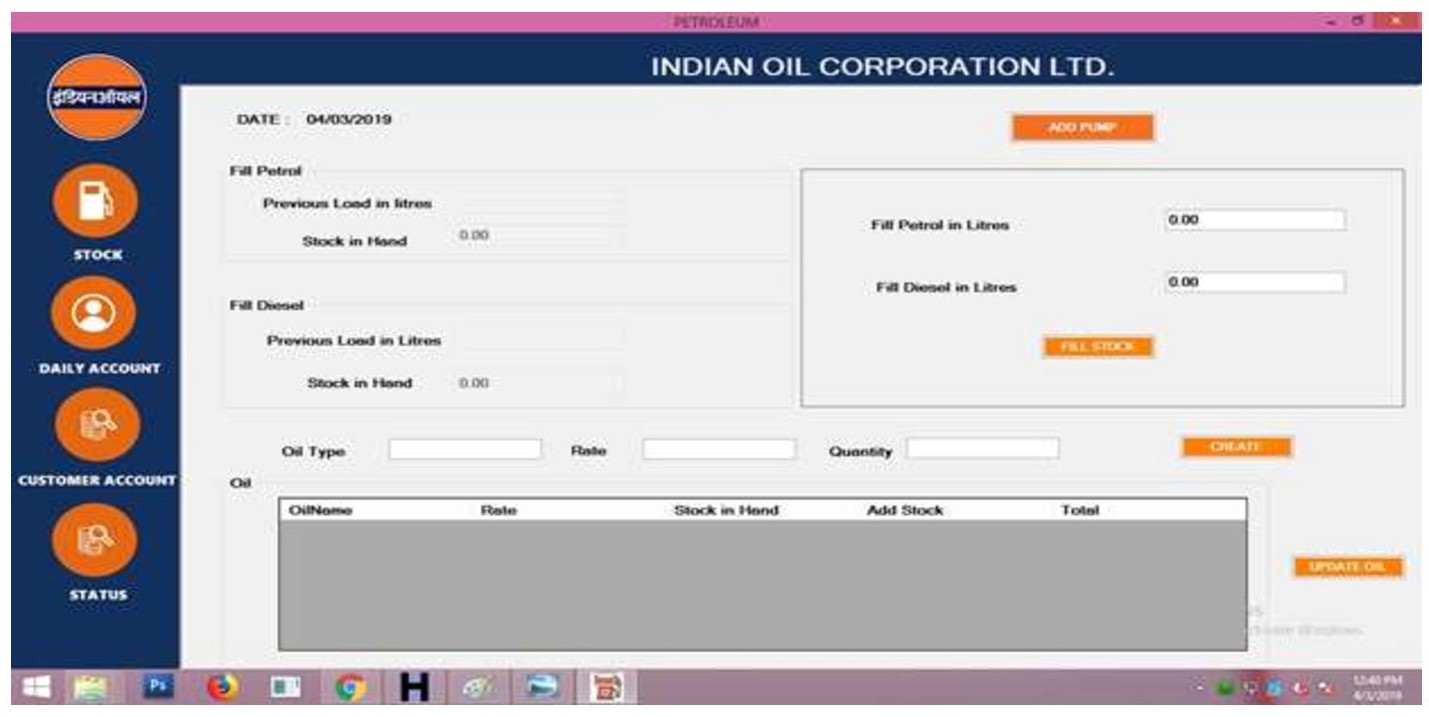 PETROLEUM
इंडियनऑयल
INDIAN OIL CORPORATION LTD.
DATE : 04/03/2019
ADD PUMP
Fill Petrol
Previous Load in litres
Stock in Hand 0.00
Fill Petrol in Litres 0.00
Fill Diesel in Litres 0.00
FILL STOCK
Fill Diesel
Previous Load in Litres
Stock in Hand 0.00
STOCK
DAILY ACCOUNT
CUSTOMER ACCOUNT
STATUS
Oil Type Rate Quantity CREATE
Oil
OilName Rate Stock in Hand Add Stock Total
UPDATE OIL
Ps H
12:40 PM
4/3/2019